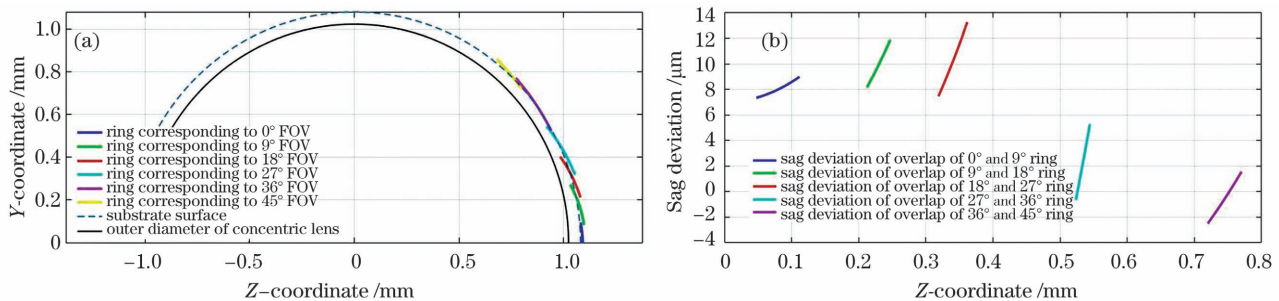 (a)
1.0
0.8
0.6
0.4
0.2
0
Y-coordinate /mm
ring corresponding to 0° FOV
ring corresponding to 9° FOV
ring corresponding to 18° FOV
ring corresponding to 27° FOV
ring corresponding to 36° FOV
ring corresponding to 45° FOV
substrate surface
outer diameter of concentric lens
−1.0 −0.5 0 0.5 1.0
Z−coordinate /mm
(b)
14
12
10
8
6
4
2
0
−2
−4
Sag deviation /μm
sag deviation of overlap of 0° and 9° ring
sag deviation of overlap of 9° and 18° ring
sag deviation of overlap of 18° and 27° ring
sag deviation of overlap of 27° and 36° ring
sag deviation of overlap of 36° and 45° ring
0 0.1 0.2 0.3 0.4 0.5 0.6 0.7 0.8
Z-coordinate /mm